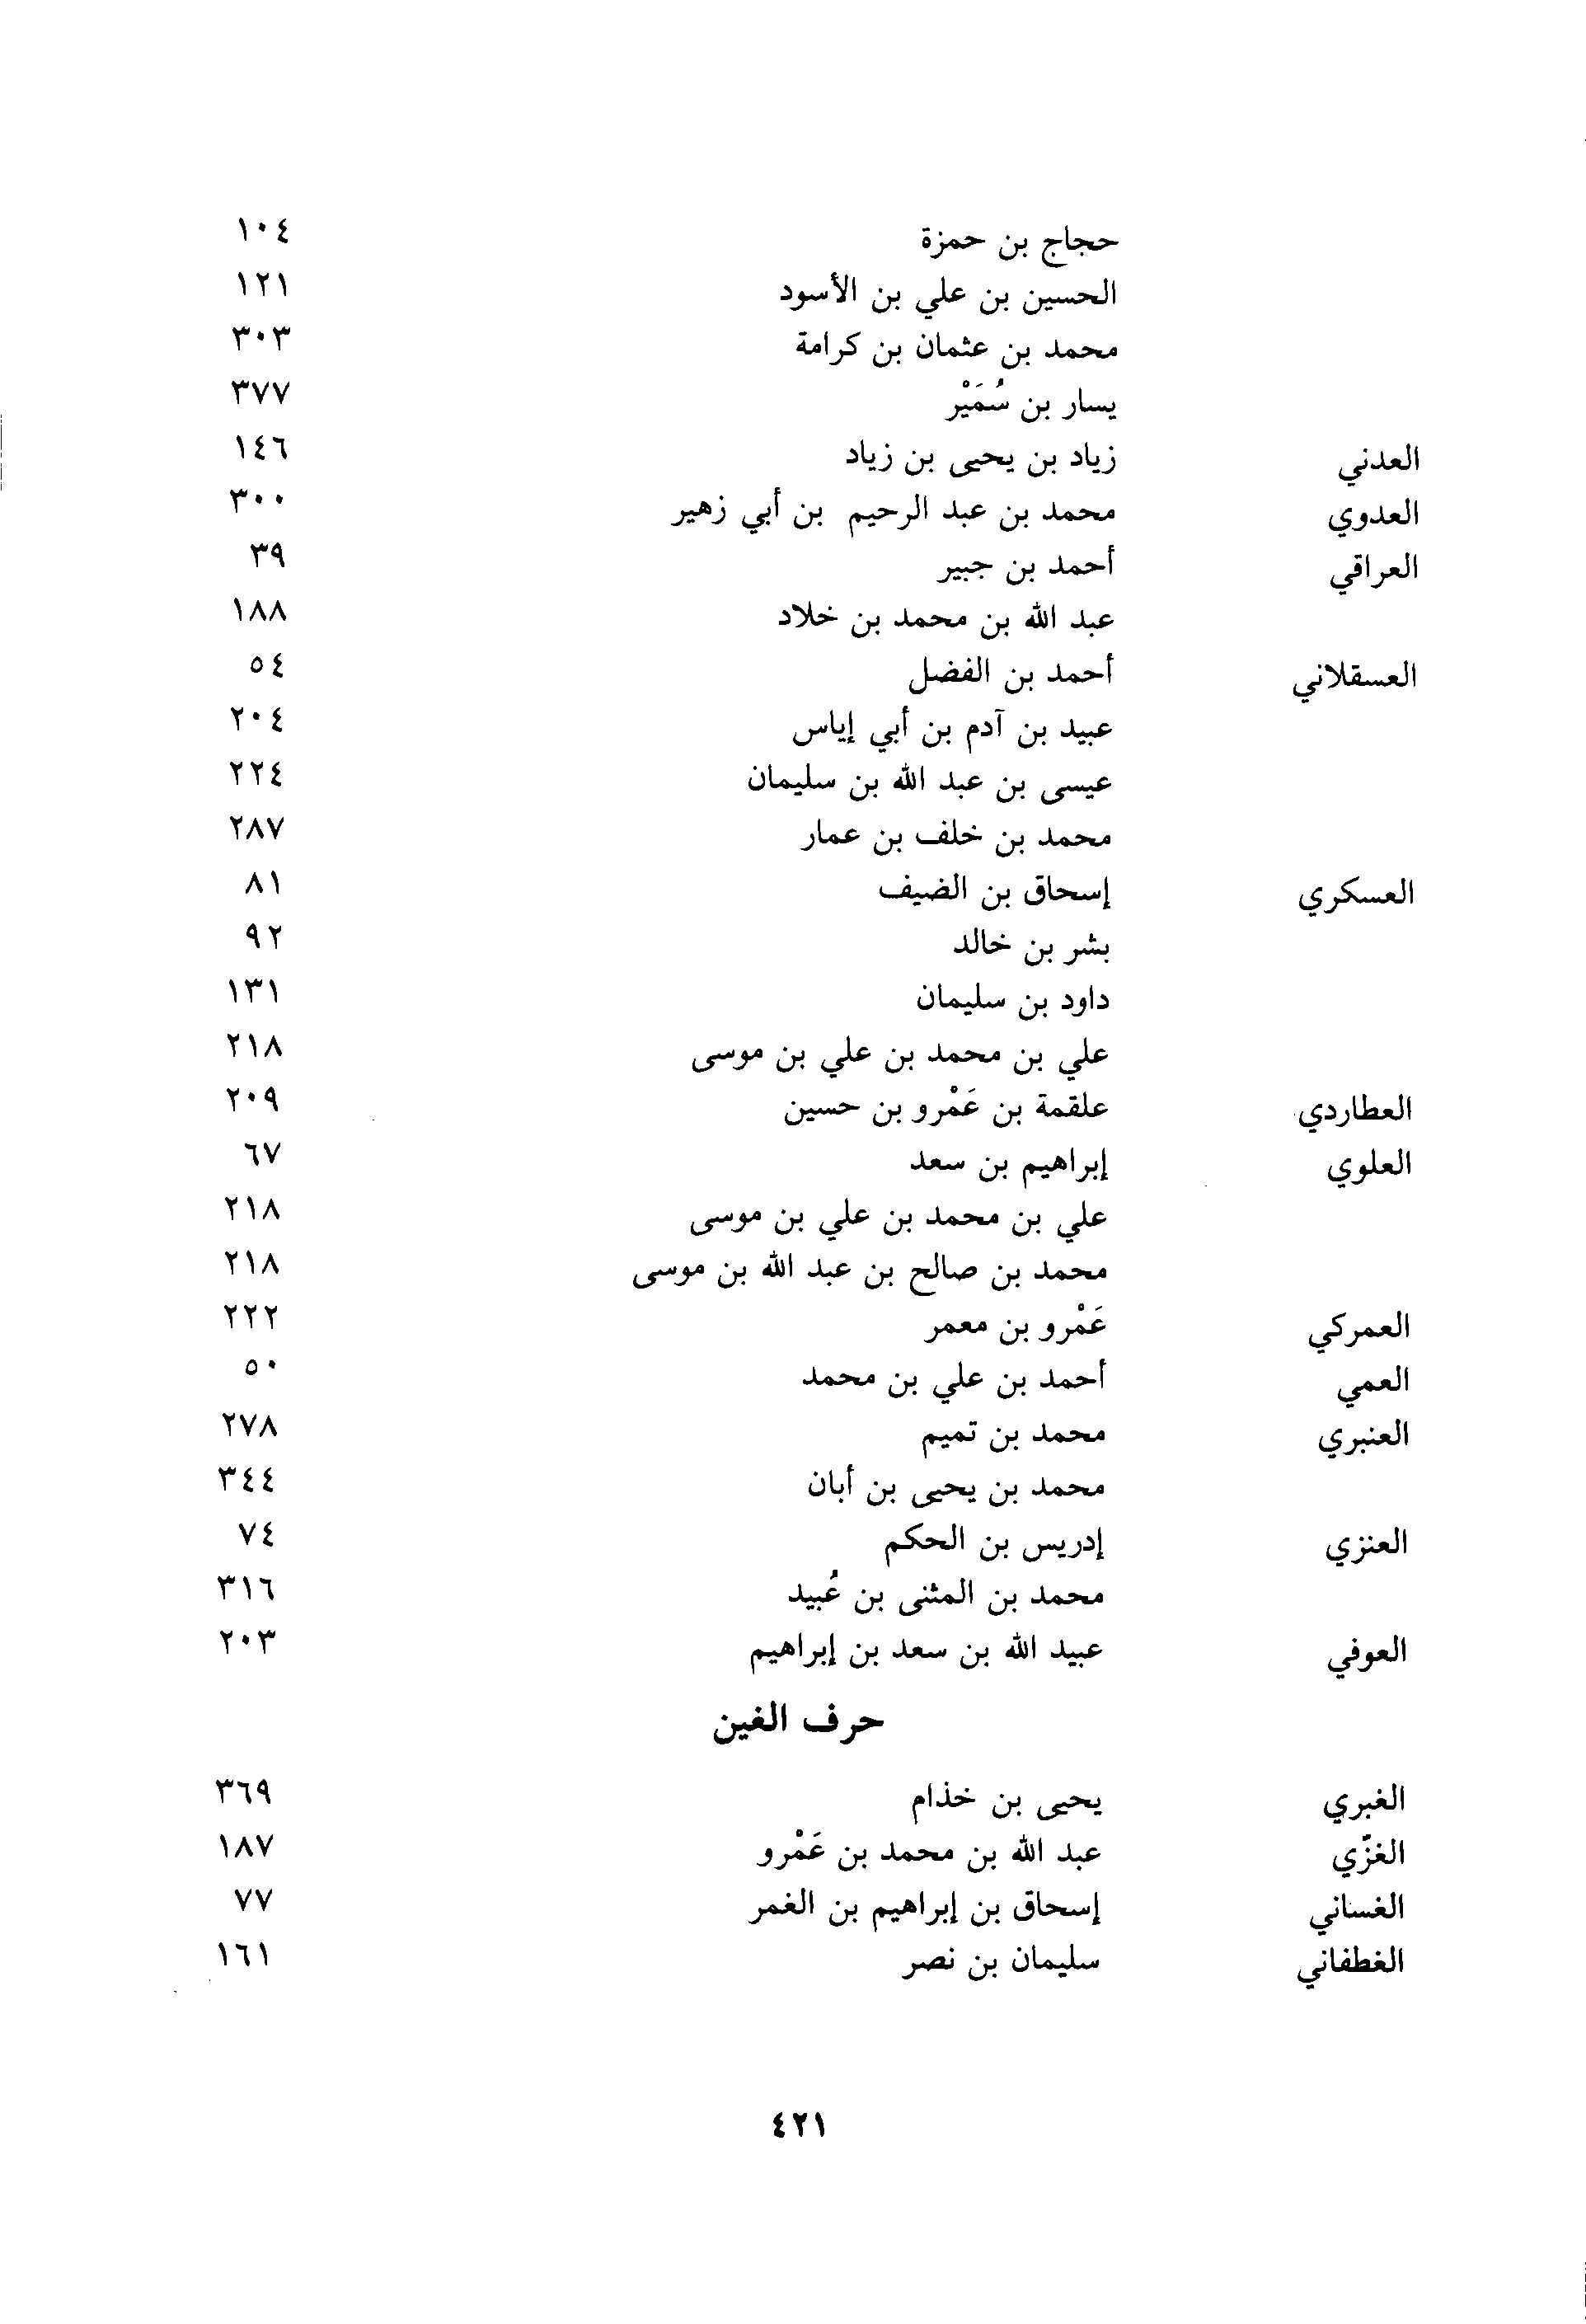 حجاج بن حمزة ١٠٤
الحسين بن علي بن الأسود ١٢١
محمد بن عثمان بن كرامة ٣٠٣
يسار بن سُمَيْر ٣٧٧
العدني زياد بن يحيى بن زياد ١٤٦
العدوي محمد بن عبد الرحيم بن أبي زهير ٣٠٠
العراقي أحمد بن جبير ٣٩
عبد الله بن محمد بن خلاد ١٨٨
العسقلاني أحمد بن الفضل ٥٤
عبيد بن آدم بن أبي إياس ٢٠٤
عيسى بن عبد الله بن سليمان ٢٢٤
محمد بن خلف بن عمار ٢٨٧
العسكري إسحاق بن الضيف ٨١
بشر بن خالد ٩٢
داود بن سليمان ١٣١
علي بن محمد بن علي بن موسى ٢١٨
العطاردي علقمة بن عَمْرو بن حسين ٢٠٩
العلوي إبراهيم بن سعد ٦٧
علي بن محمد بن علي بن موسى ٢١٨
محمد بن صالح بن عبد الله بن موسى ٢١٨
العمركي عَمْرو بن معمر ٢٢٢
العمي أحمد بن علي بن محمد ٥٠
العنبري محمد بن تميم ٢٧٨
محمد بن يحيى بن أبان ٣٤٤
العنزي إدريس بن الحكم ٧٤
محمد بن المثنى بن عُبيد ٣١٦
العوفي عبيد الله بن سعد بن إبراهيم ٢٠٣
حرف الغين
الغبري يحيى بن خذام ٣٦٩
الغزّي عبد الله بن محمد بن عَمْرو ١٨٧
الغساني إسحاق بن إبراهيم بن الغمر ٧٧
الغطفاني سليمان بن نصر ١٦١
٤٢١